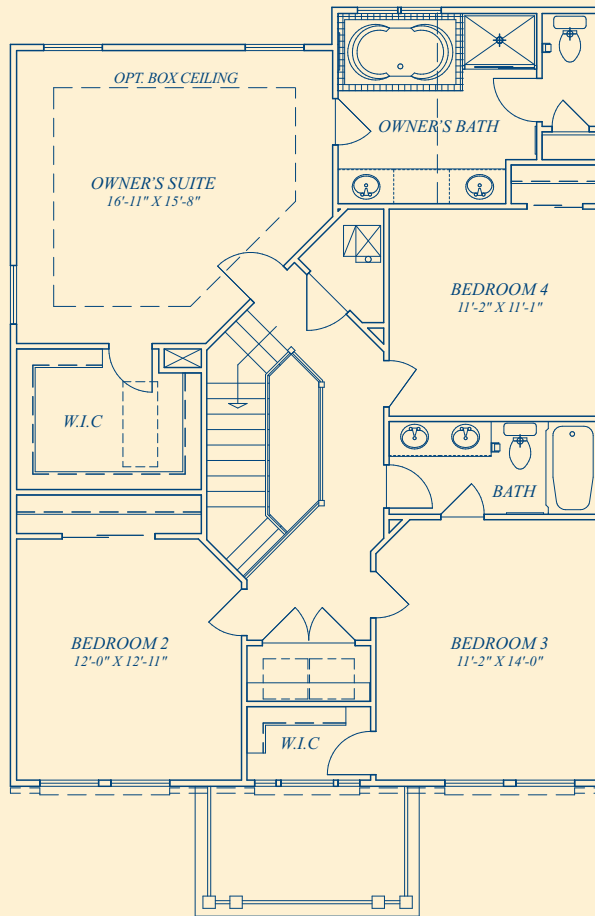 OPT. BOX CEILING
OWNER'S BATH
OWNER'S SUITE
16'-11" X 15'-8"
BEDROOM 4
11'-2" X 11'-1"
W.I.C
BATH
BEDROOM 2
12'-0" X 12'-11"
BEDROOM 3
11'-2" X 14'-0"
W.I.C